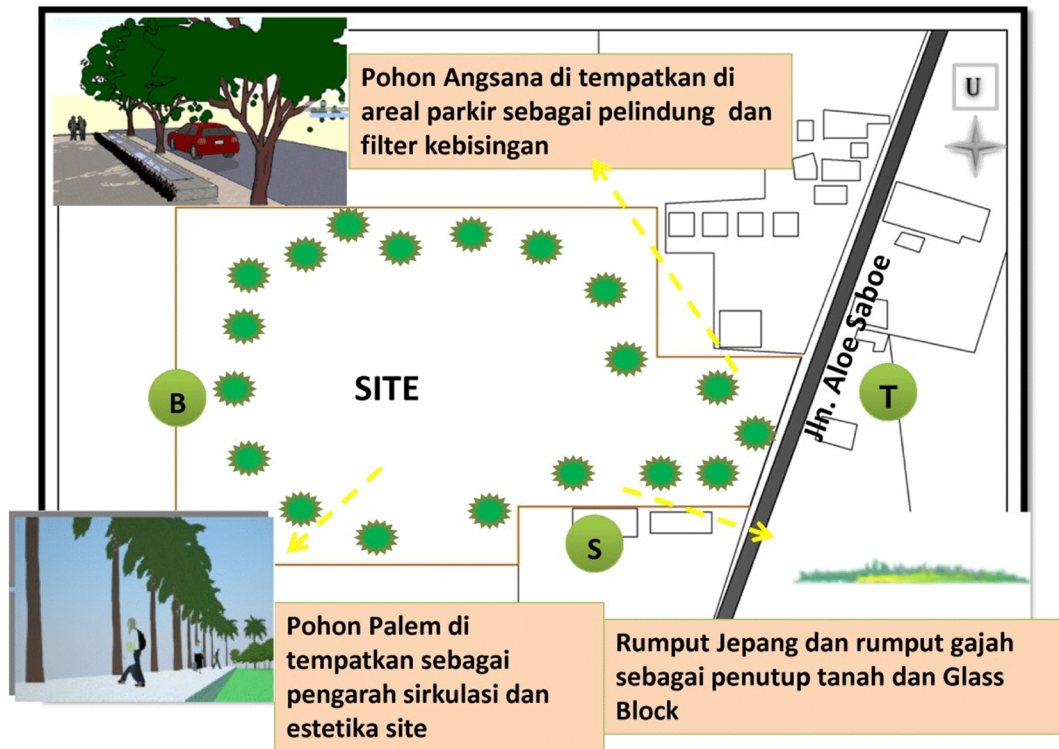 Pohon Angsana di tempatkan di
areal parkir sebagai pelindung dan
filter kebisingan
U
Jln. Aloe Saboe
SITE
B
T
S
Pohon Palem di
tempatkan sebagai
pengarah sirkulasi dan
estetika site
Rumput Jepang dan rumput gajah
sebagai penutup tanah dan Glass
Block